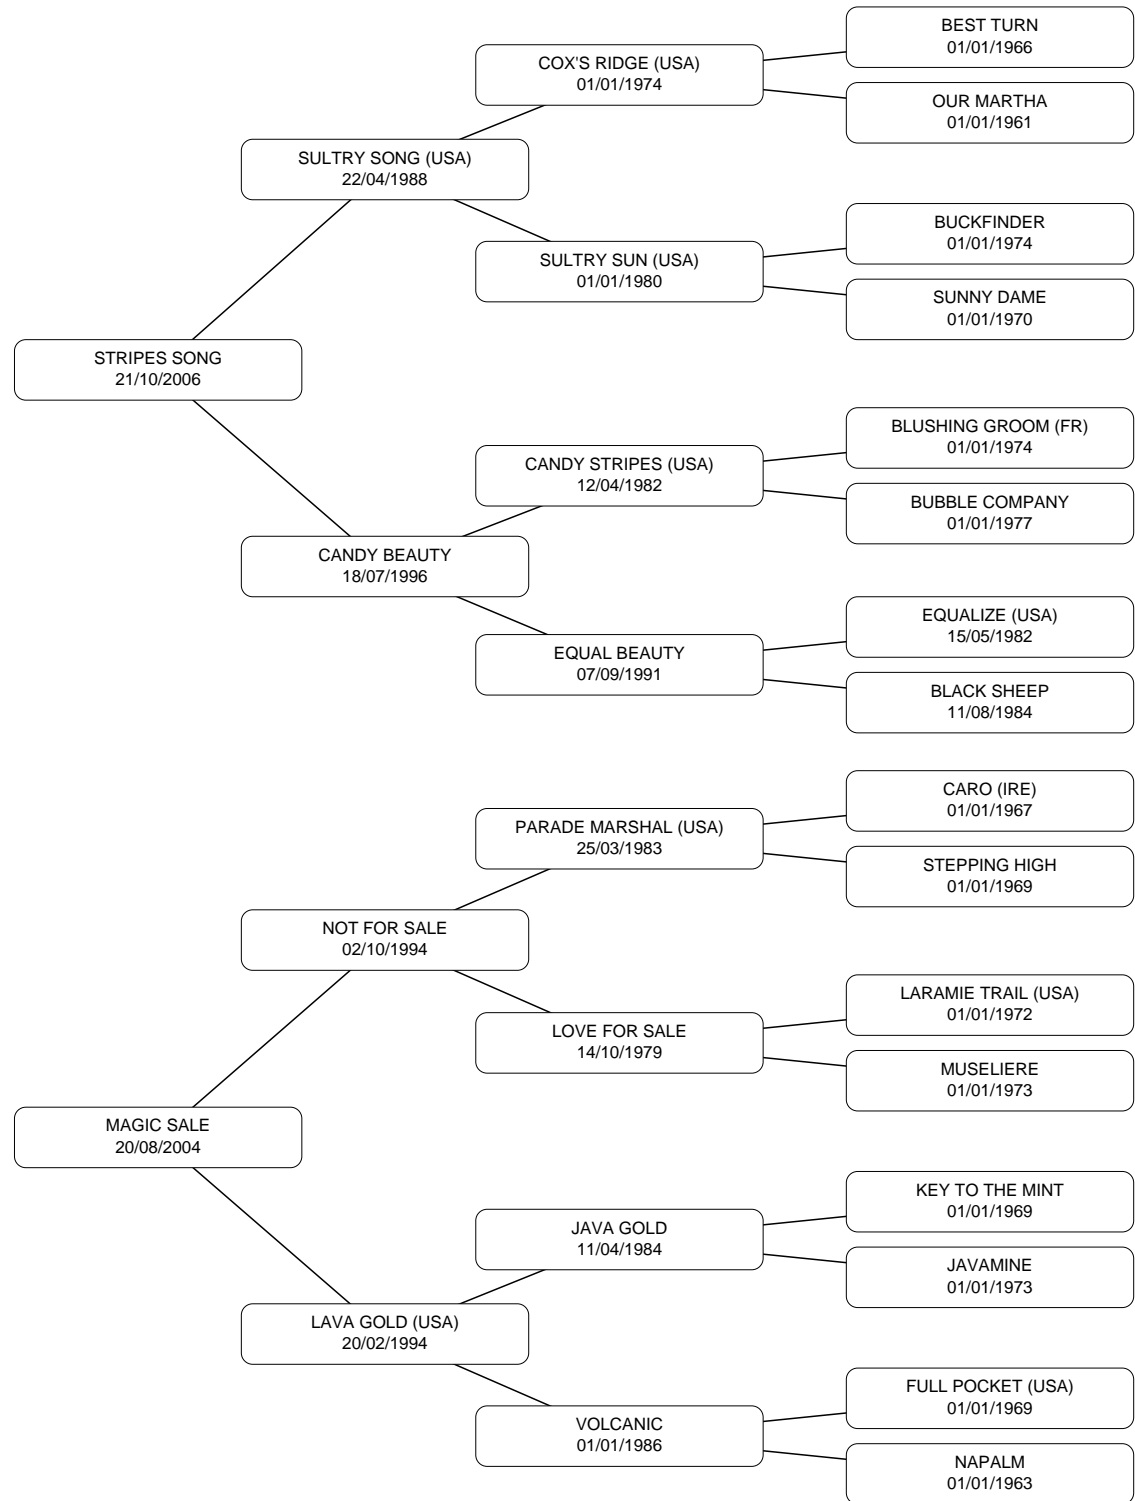 BEST TURN
01/01/1966
COX'S RIDGE (USA)
01/01/1974
OUR MARTHA
01/01/1961
SULTRY SONG (USA)
22/04/1988
BUCKFINDER
01/01/1974
SULTRY SUN (USA)
01/01/1980
SUNNY DAME
01/01/1970
STRIPES SONG
21/10/2006
BLUSHING GROOM (FR)
01/01/1974
CANDY STRIPES (USA)
12/04/1982
BUBBLE COMPANY
01/01/1977
CANDY BEAUTY
18/07/1996
EQUALIZE (USA)
15/05/1982
EQUAL BEAUTY
07/09/1991
BLACK SHEEP
11/08/1984
CARO (IRE)
01/01/1967
PARADE MARSHAL (USA)
25/03/1983
STEPPING HIGH
01/01/1969
NOT FOR SALE
02/10/1994
LARAMIE TRAIL (USA)
01/01/1972
LOVE FOR SALE
14/10/1979
MUSELIERE
01/01/1973
MAGIC SALE
20/08/2004
KEY TO THE MINT
01/01/1969
JAVA GOLD
11/04/1984
JAVAMINE
01/01/1973
LAVA GOLD (USA)
20/02/1994
FULL POCKET (USA)
01/01/1969
VOLCANIC
01/01/1986
NAPALM
01/01/1963